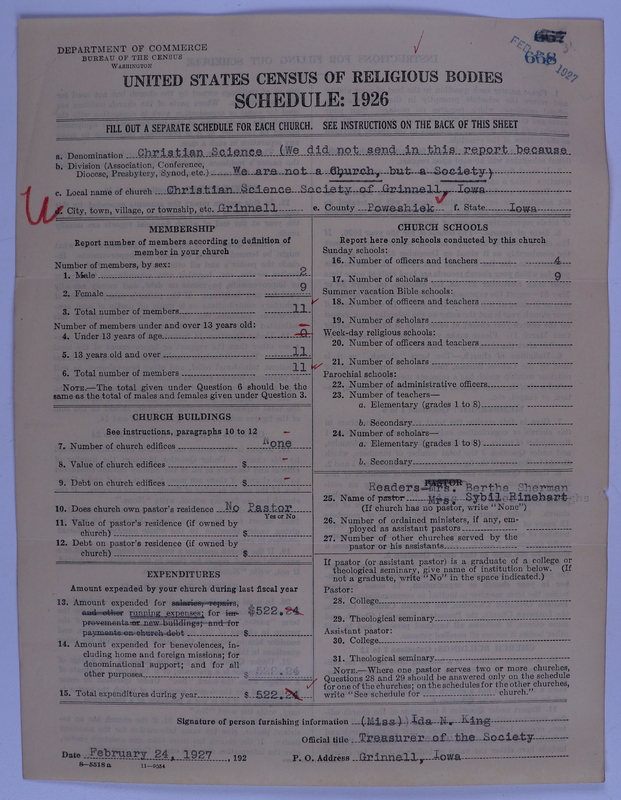 DEPARTMENT OF COMMERCE
BUREAU OF THE CENSUS
WASHINGTON
667
668
FEB 1927
UNITED STATES CENSUS OF RELIGIOUS BODIES
SCHEDULE: 1926
FILL OUT A SEPARATE SCHEDULE FOR EACH CHURCH. SEE INSTRUCTIONS ON THE BACK OF THIS SHEET
a. Denomination Christian Science (We did not send in this report because
b. Division (Association, Conference, Diocese, Presbytery, Synod, etc.) We are not a Church, but a Society)
c. Local name of church Christian Science Society of Grinnell, Iowa
d. City, town, village, or township, etc. Grinnell e. County Poweshiek f. State Iowa
MEMBERSHIP
Report number of members according to definition of
member in your church
Number of members, by sex:
1. Male 2
2. Female 9
3. Total number of members 11
Number of members under and over 13 years old:
4. Under 13 years of age 0
5. 13 years old and over 11
6. Total number of members 11
NOTE.—The total given under Question 6 should be the
same as the total of males and females given under Question 3.
CHURCH BUILDINGS
See instructions, paragraphs 10 to 12
7. Number of church edifices None
8. Value of church edifices $ -
9. Debt on church edifices $ -
10. Does church own pastor's residence No Pastor
Yes or No
11. Value of pastor's residence (if owned by
church) $
12. Debt on pastor's residence (if owned by
church) $
EXPENDITURES
Amount expended by your church during last fiscal year
13. Amount expended for salaries, repairs,
and other running expenses; for im-
provements or new buildings; and for
payments on church debt $ $522.24
14. Amount expended for benevolences, in-
cluding home and foreign missions; for
denominational support; and for all
other purposes $
15. Total expenditures during year $ 522.24
CHURCH SCHOOLS
Report here only schools conducted by this church
Sunday schools:
16. Number of officers and teachers 4
17. Number of scholars 9
Summer vacation Bible schools:
18. Number of officers and teachers
19. Number of scholars
Week-day religious schools:
20. Number of officers and teachers
21. Number of scholars
Parochial schools:
22. Number of administrative officers
23. Number of teachers—
a. Elementary (grades 1 to 8)
b. Secondary
24. Number of scholars—
a. Elementary (grades 1 to 8)
b. Secondary
PASTOR
Readers—Mrs. Bertha Sherman
25. Name of pastor Mrs. Sybil Rinehart
(If church has no pastor, write "None")
26. Number of ordained ministers, if any, em-
ployed as assistant pastors
27. Number of other churches served by the
pastor or his assistants
If pastor (or assistant pastor) is a graduate of a college or
theological seminary, give name of institution below. (If
not a graduate, write "No" in the space indicated.)
Pastor:
28. College
29. Theological seminary
Assistant pastor:
30. College
31. Theological seminary
NOTE.—Where one pastor serves two or more churches,
Questions 28 and 29 should be answered only on the schedule
for one of the churches; on the schedules for the other churches,
write "See schedule for church."
Signature of person furnishing information (Miss) Ida N. King
Official title Treasurer of the Society
Date February 24, 1927, 192 P. O. Address Grinnell, Iowa
8—5518a 11—9054